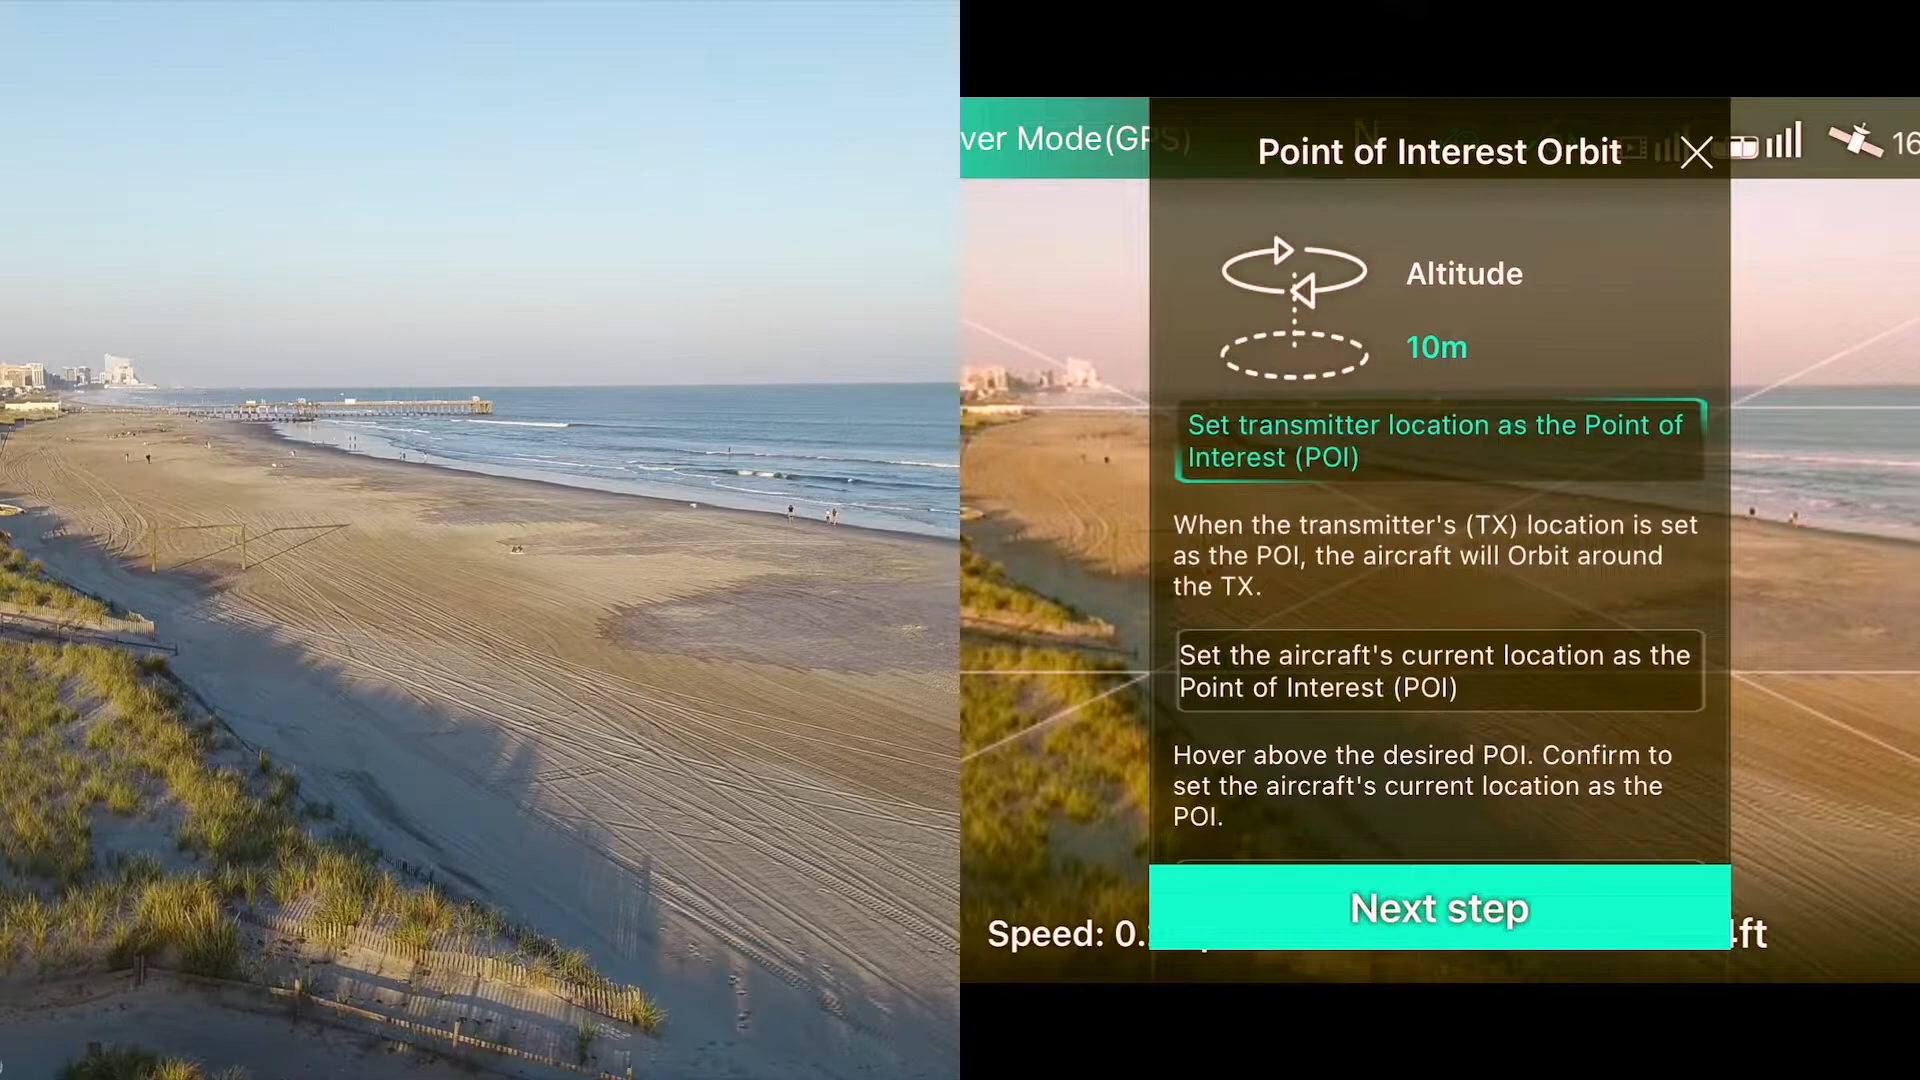 ver Mode(GPS)
16
Point of Interest Orbit
Altitude
10m
Set transmitter location as the Point of
Interest (POI)
When the transmitter's (TX) location is set
as the POI, the aircraft will Orbit around
the TX.
Set the aircraft's current location as the
Point of Interest (POI)
Hover above the desired POI. Confirm to
set the aircraft's current location as the
POI.
Next step
Speed: 0.
ft